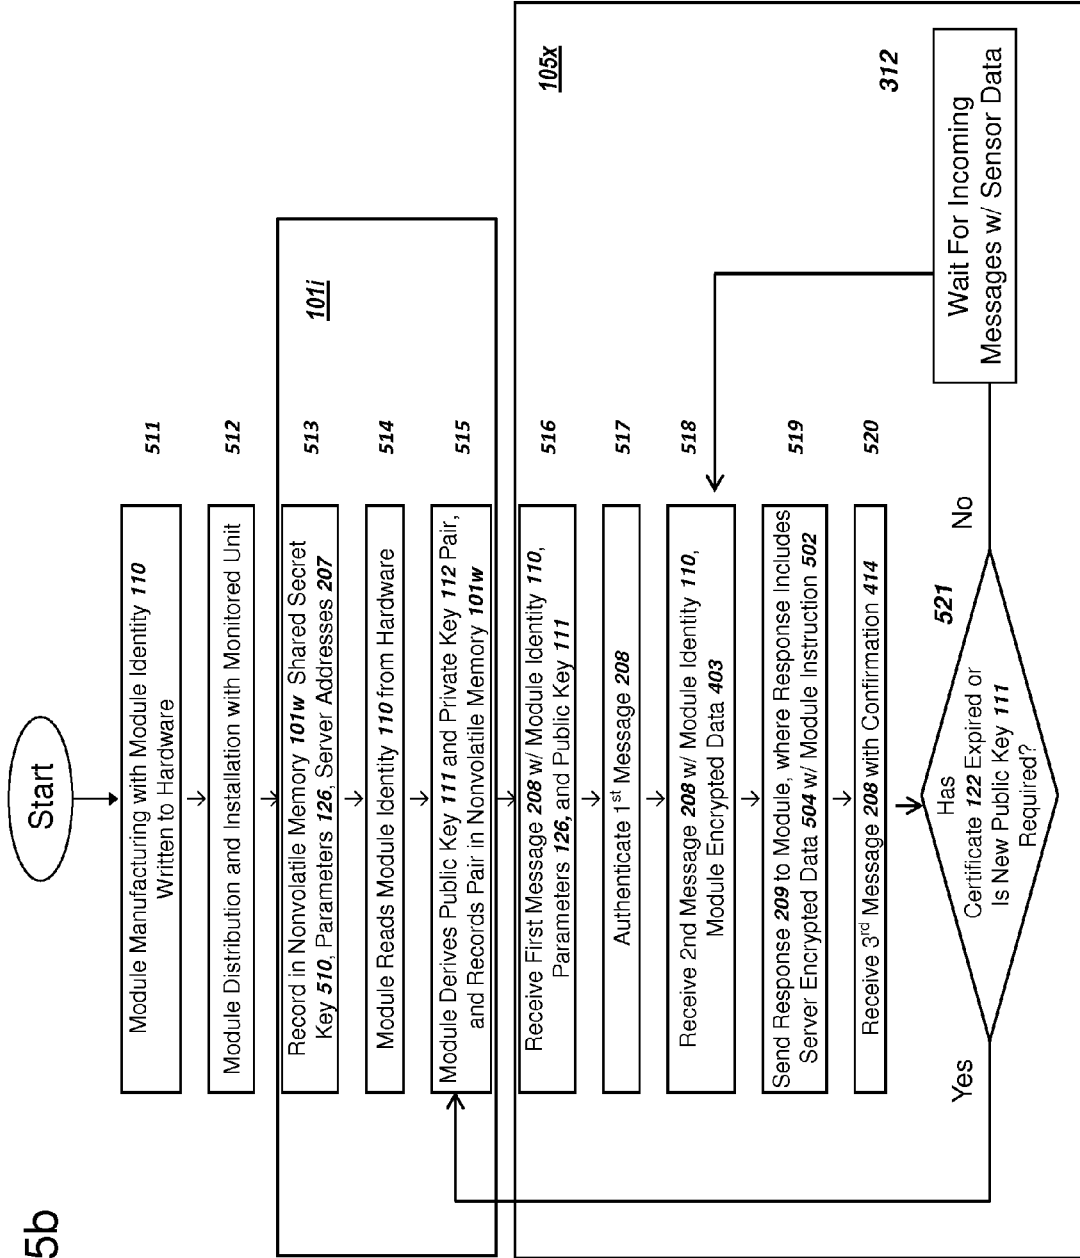 5b
Start
Module Manufacturing with Module Identity 110
Written to Hardware
511
Module Distribution and Installation with Monitored Unit
512
101i
Record in Nonvolatile Memory 101w Shared Secret
Key 510, Parameters 126, Server Addresses 207
513
Module Reads Module Identity 110 from Hardware
514
Module Derives Public Key 111 and Private Key 112 Pair,
and Records Pair in Nonvolatile Memory 101w
515
105x
Receive First Message 208 w/ Module Identity 110,
Parameters 126, and Public Key 111
516
Authenticate 1st Message 208
517
Receive 2nd Message 208 w/ Module Identity 110,
Module Encrypted Data 403
518
Send Response 209 to Module, where Response Includes
Server Encrypted Data 504 w/ Module Instruction 502
519
Receive 3rd Message 208 with Confirmation 414
520
521
Has
Certificate 122 Expired or
Is New Public Key 111
Required?
Yes
No
312
Wait For Incoming
Messages w/ Sensor Data